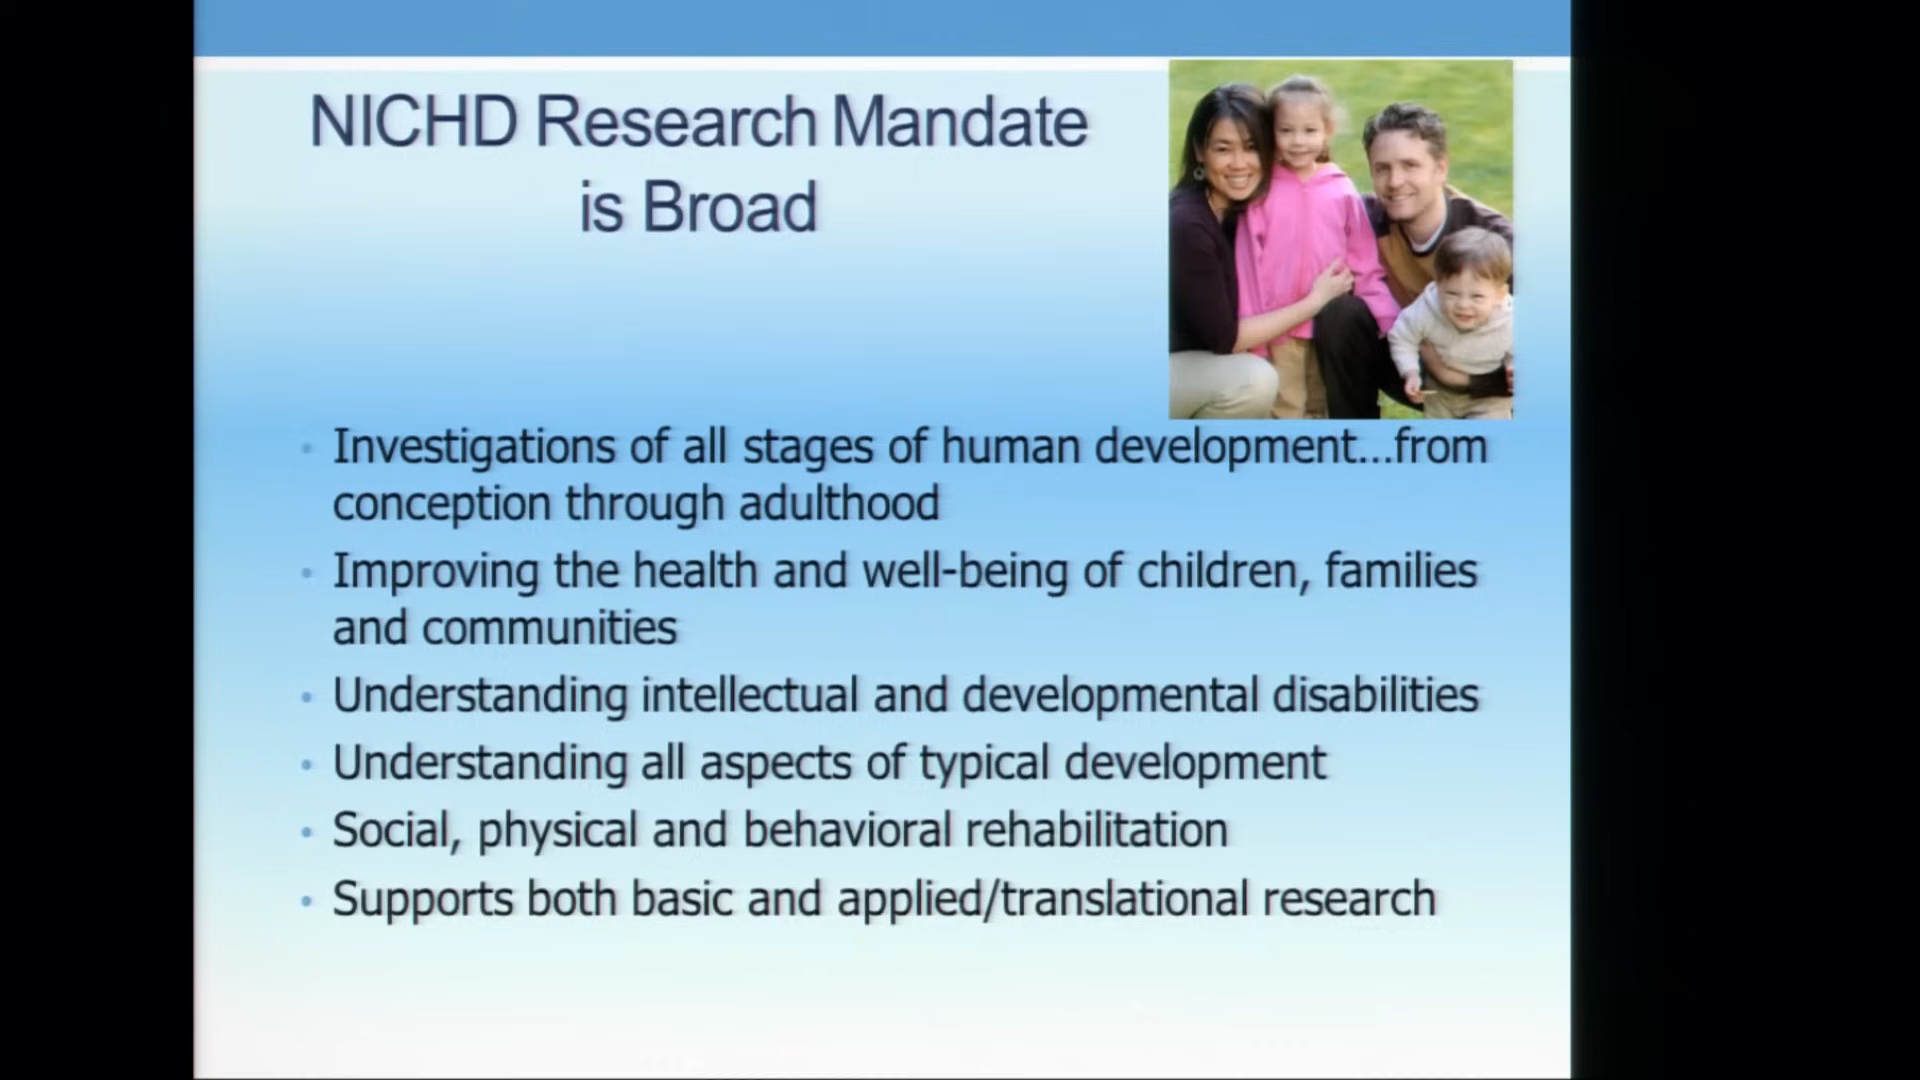 NICHD Research Mandate
is Broad
• Investigations of all stages of human development...from
conception through adulthood
• Improving the health and well-being of children, families
and communities
• Understanding intellectual and developmental disabilities
• Understanding all aspects of typical development
• Social, physical and behavioral rehabilitation
• Supports both basic and applied/translational research